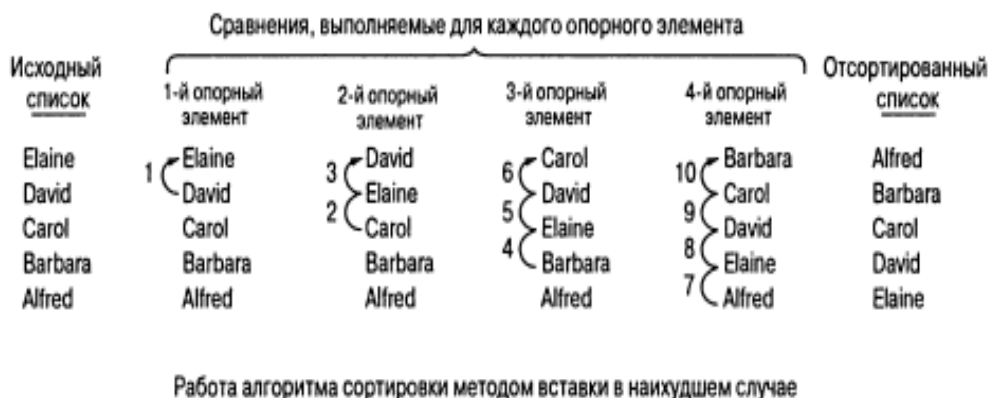 Сравнения, выполняемые для каждого опорного элемента
Исходный список
1-й опорный элемент
2-й опорный элемент
3-й опорный элемент
4-й опорный элемент
Отсортированный список
Elaine
David
Carol
Barbara
Alfred
1
Elaine
David
Carol
Barbara
Alfred
3
2
David
Elaine
Carol
Barbara
Alfred
6
5
4
Carol
David
Elaine
Barbara
Alfred
10
9
8
7
Barbara
Carol
David
Elaine
Alfred
Alfred
Barbara
Carol
David
Elaine
Работа алгоритма сортировки методом вставки в наихудшем случае